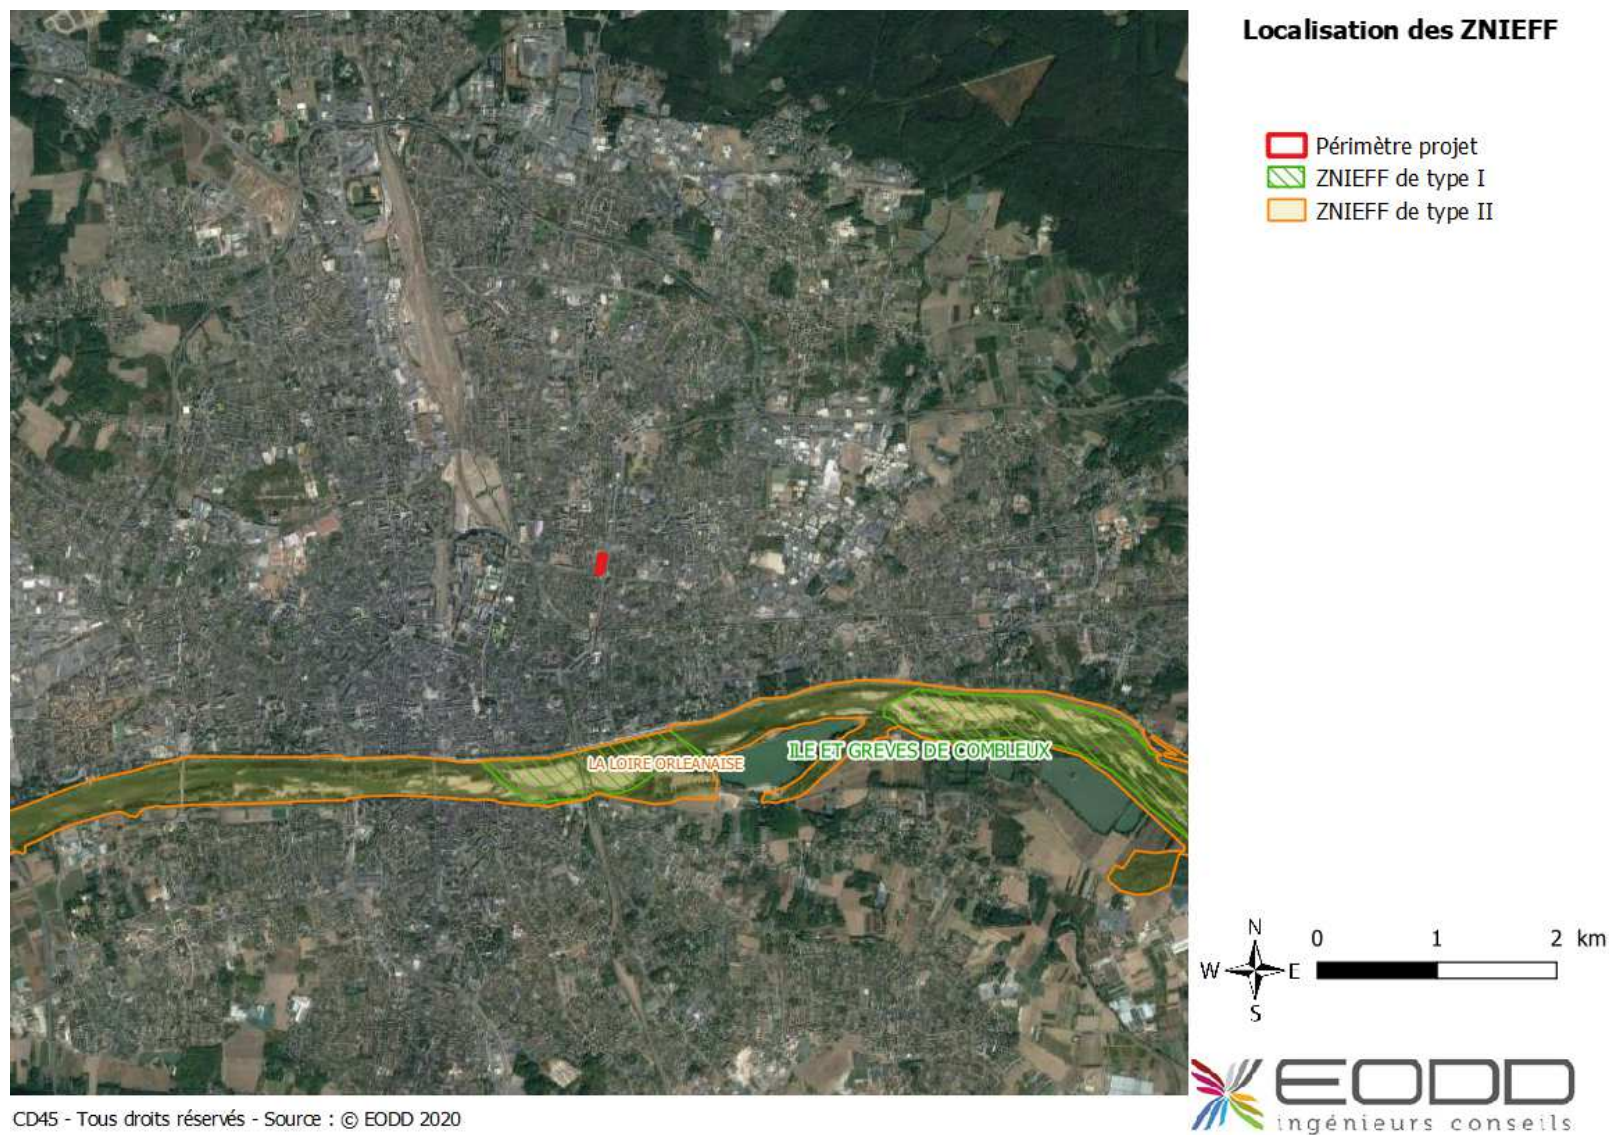 Localisation des ZNIEFF
Périmètre projet
ZNIEFF de type I
ZNIEFF de type II
ILE ET GREVES DE COMBLEUX
LA LOIRE ORLEANAISE
N
W E
S
0 1 2 km
EODD
ingénieurs conseils
CD45 - Tous droits réservés - Source : © EODD 2020